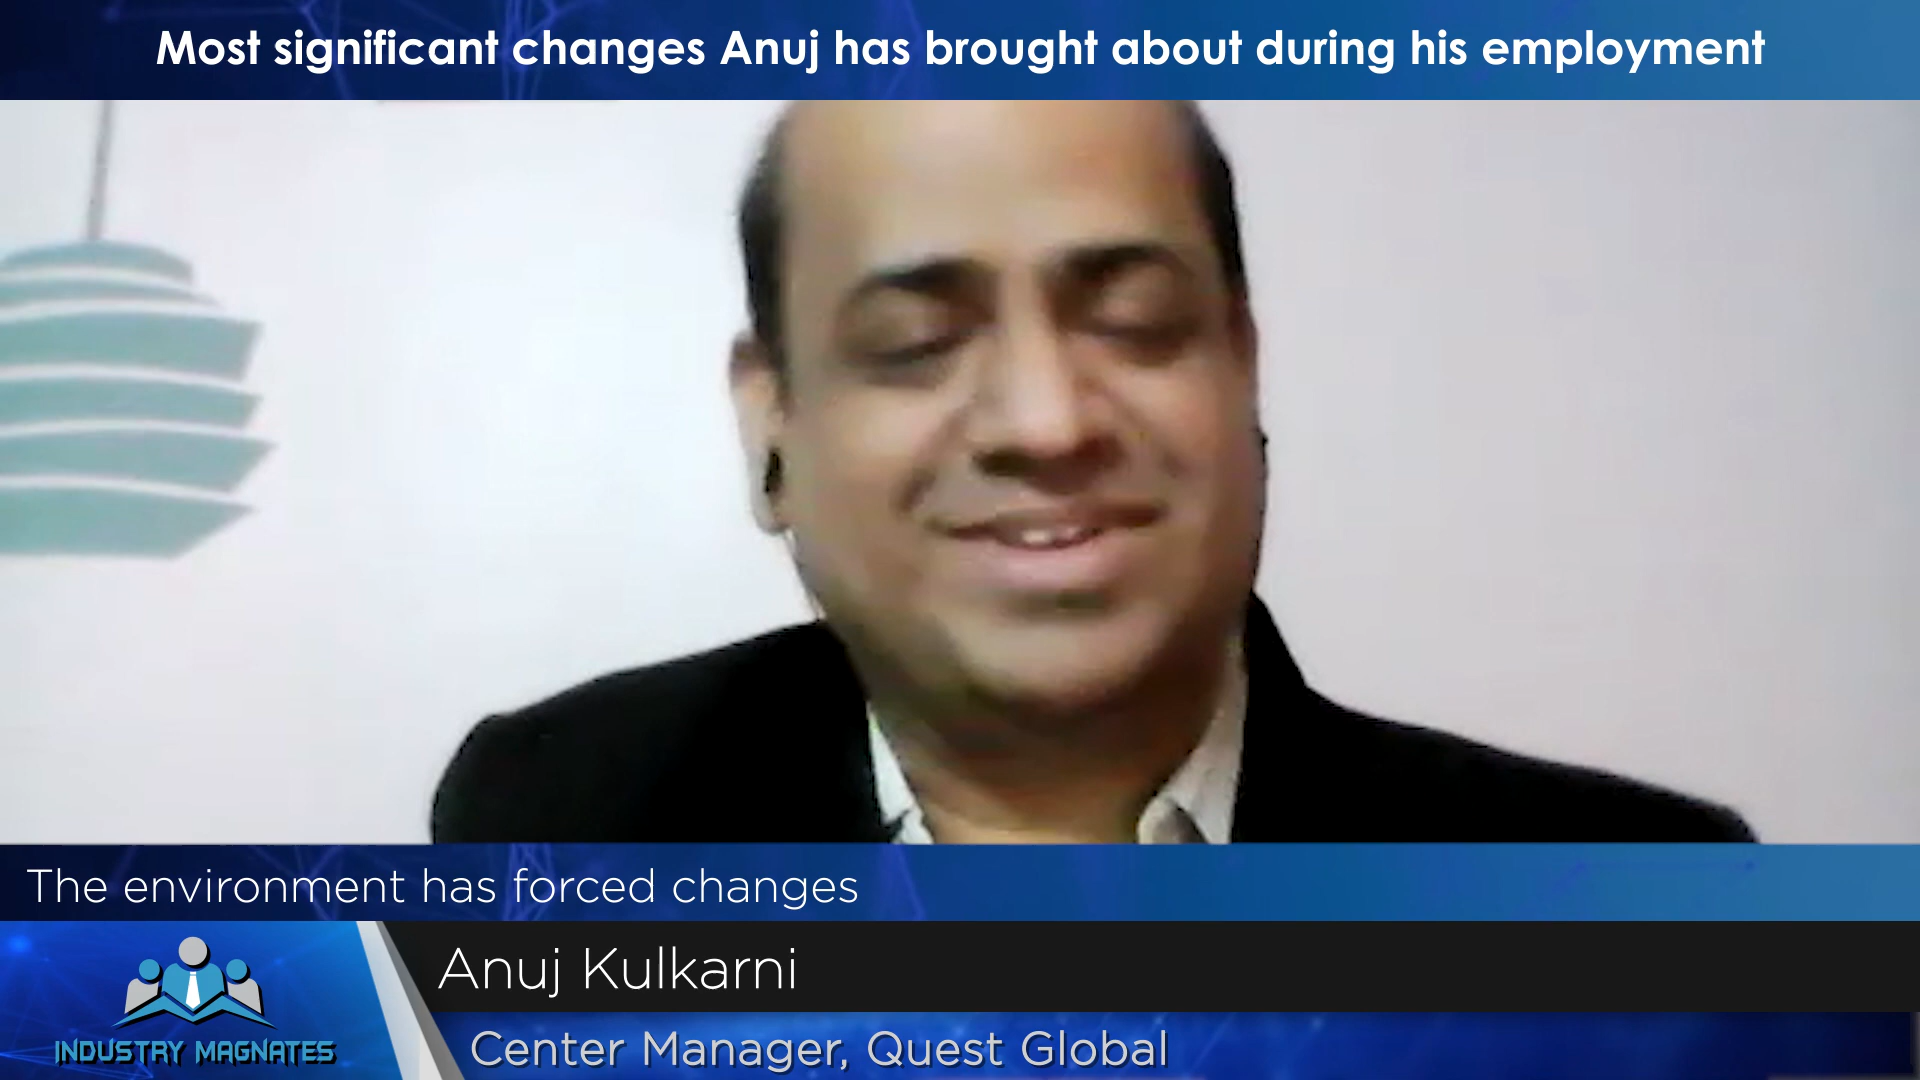 Most significant changes Anuj has brought about during his employment
The environment has forced changes
Anuj Kulkarni
INDUSTRY MAGNATES
Center Manager, Quest Global